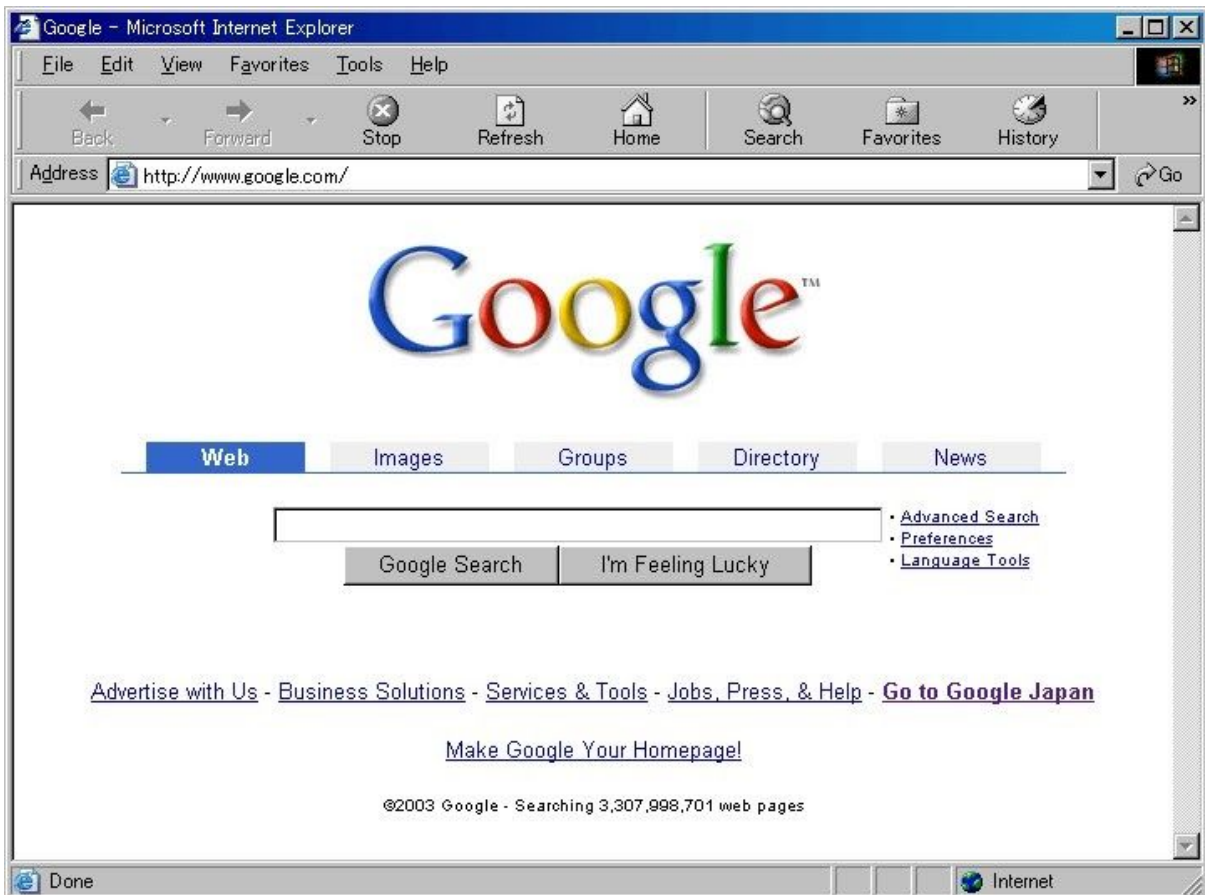 Google - Microsoft Internet Explorer
File Edit View Favorites Tools Help
Back Forward Stop Refresh Home Search Favorites History »
Address http://www.google.com/ Go
Google™
Web Images Groups Directory News
· Advanced Search
· Preferences
· Language Tools
Google Search I'm Feeling Lucky
Advertise with Us - Business Solutions - Services & Tools - Jobs, Press, & Help - Go to Google Japan
Make Google Your Homepage!
©2003 Google - Searching 3,307,998,701 web pages
Done Internet